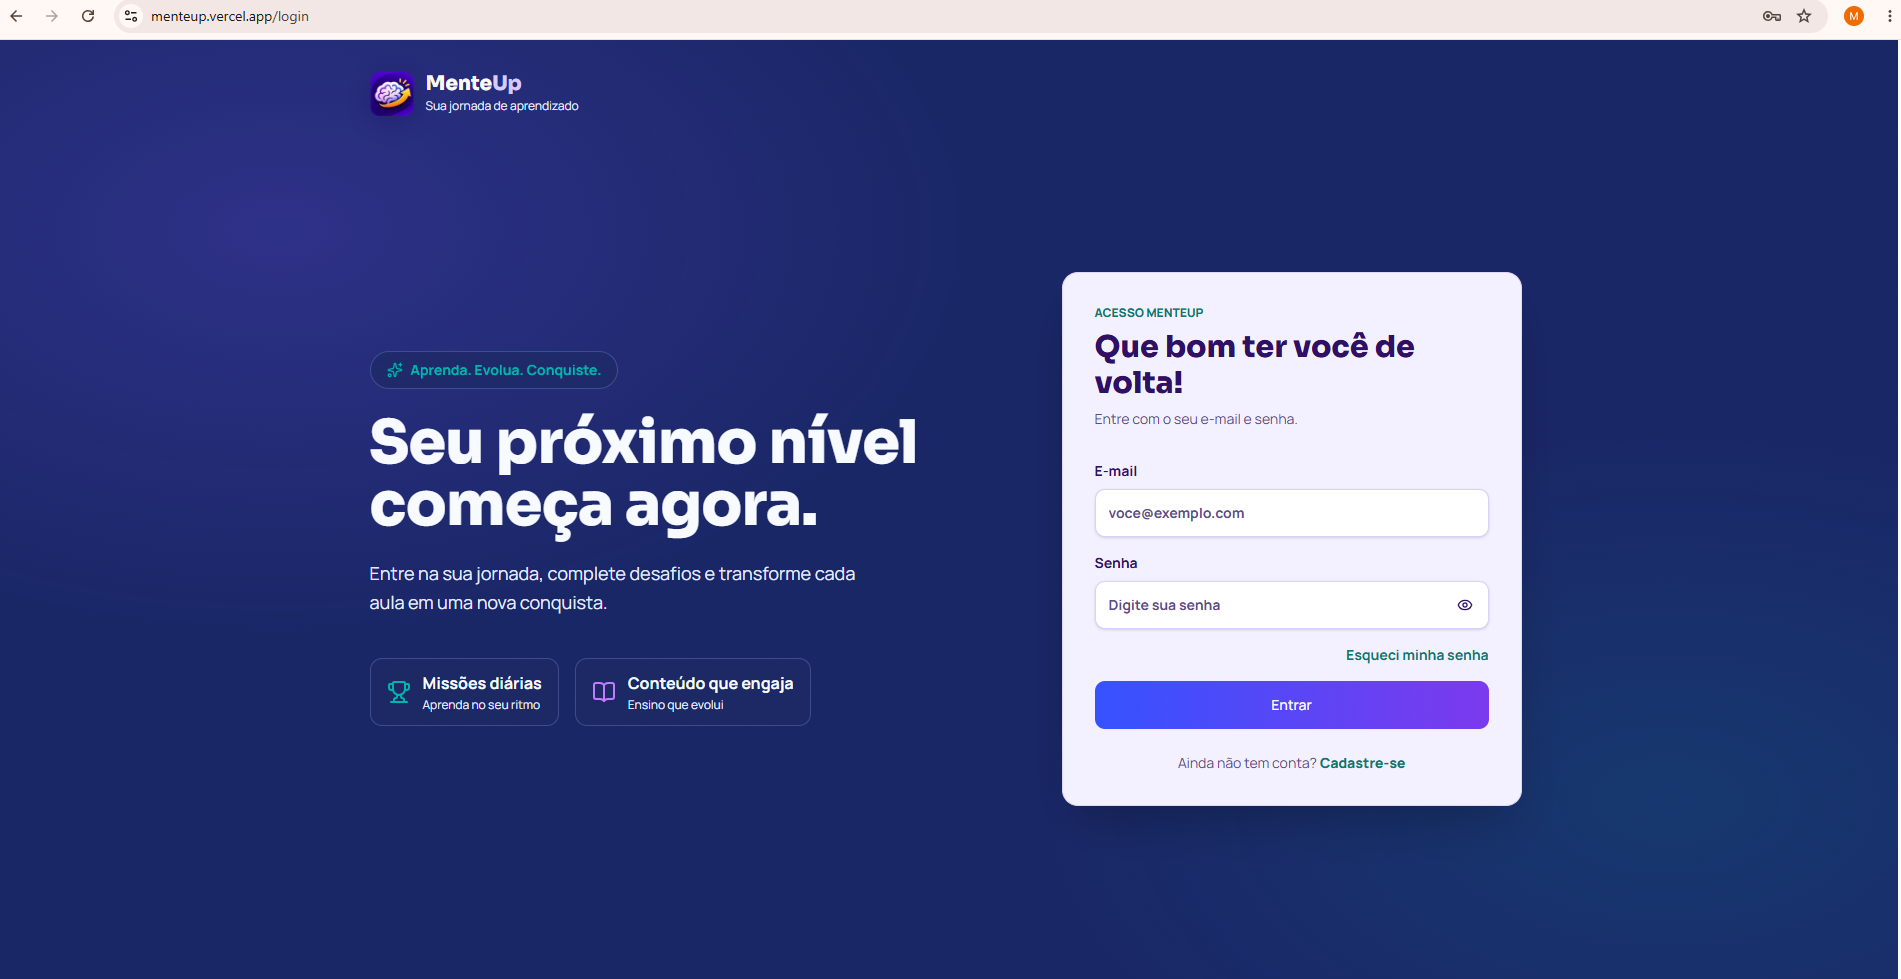 menteup.vercel.app/login
M
MenteUp
Sua jornada de aprendizado
Aprenda. Evolua. Conquiste.
Seu próximo nível
começa agora.
Entre na sua jornada, complete desafios e transforme cada
aula em uma nova conquista.
Missões diárias
Aprenda no seu ritmo
Conteúdo que engaja
Ensino que evolui
ACESSO MENTEUP
Que bom ter você de
volta!
Entre com o seu e-mail e senha.
E-mail
voce@exemplo.com
Senha
Digite sua senha
Esqueci minha senha
Entrar
Ainda não tem conta? Cadastre-se